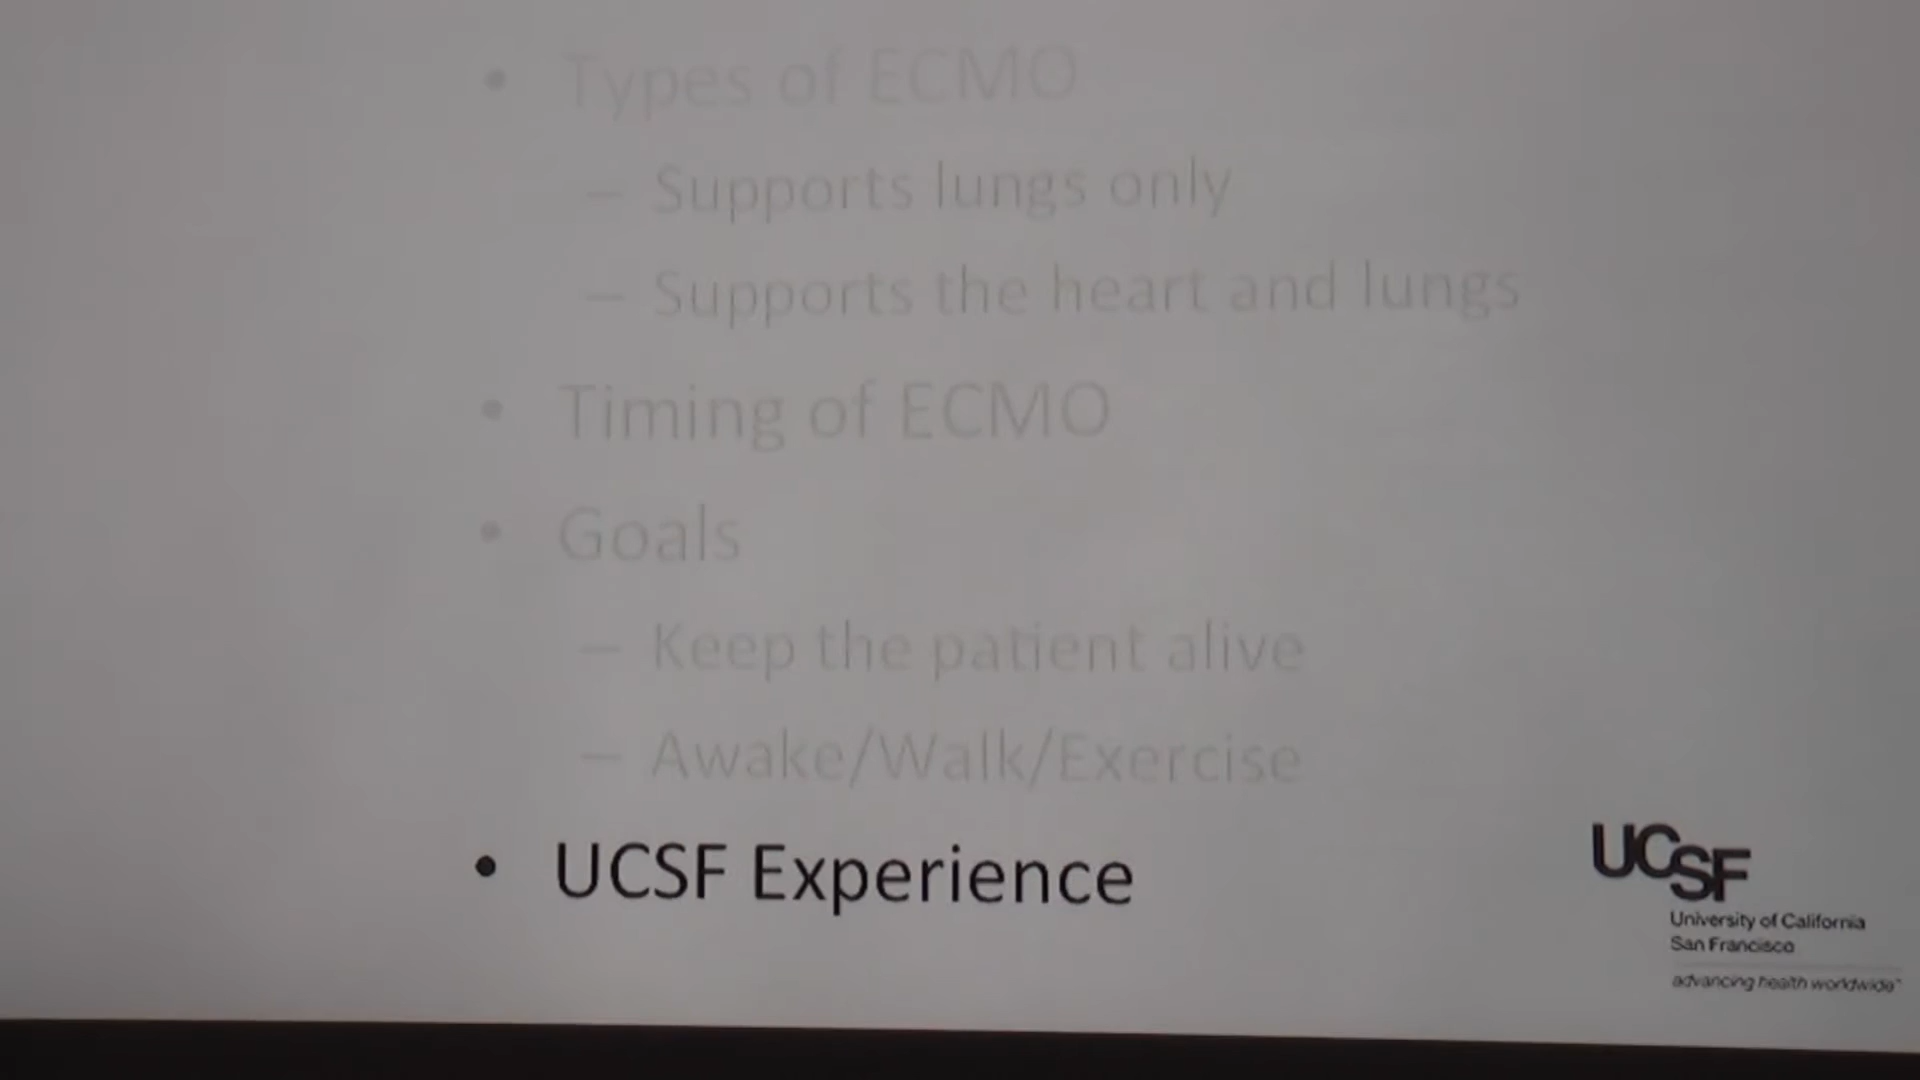 • Types of ECMO
– Supports lungs only
– Supports the heart and lungs
• Timing of ECMO
• Goals
– Keep the patient alive
– Awake/Walk/Exercise
• UCSF Experience
UCSF
University of California
San Francisco
advancing health worldwide™